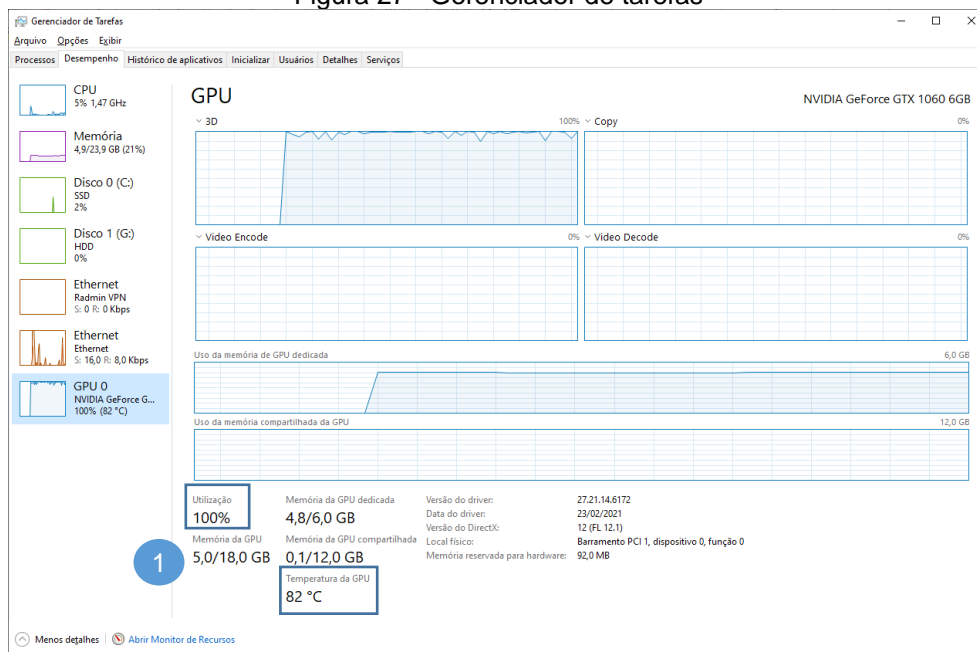 Figura 27 - Gerenciador de tarefas
Gerenciador de Tarefas
Arquivo Opções Exibir
Processos Desempenho Histórico de aplicativos Inicializar Usuários Detalhes Serviços
CPU
5% 1,47 GHz
Memória
4,9/23,9 GB (21%)
Disco 0 (C:)
SSD
2%
Disco 1 (G:)
HDD
0%
Ethernet
Radmin VPN
S: 0 R: 0 Kbps
Ethernet
Ethernet
S: 16,0 R: 8,0 Kbps
GPU 0
NVIDIA GeForce G...
100% (82 °C)
GPU NVIDIA GeForce GTX 1060 6GB
3D 100% Copy 0%
Video Encode 0% Video Decode 0%
Uso da memória de GPU dedicada 6,0 GB
Uso da memória compartilhada da GPU 12,0 GB
Utilização
100%
Memória da GPU dedicada
4,8/6,0 GB
Memória da GPU
5,0/18,0 GB
Memória da GPU compartilhada
0,1/12,0 GB
Temperatura da GPU
82 °C
1
Versão do driver: 27.21.14.6172
Data do driver: 23/02/2021
Versão do DirectX: 12 (FL 12.1)
Local físico: Barramento PCI 1, dispositivo 0, função 0
Memória reservada para hardware: 92,0 MB
Menos detalhes Abrir Monitor de Recursos